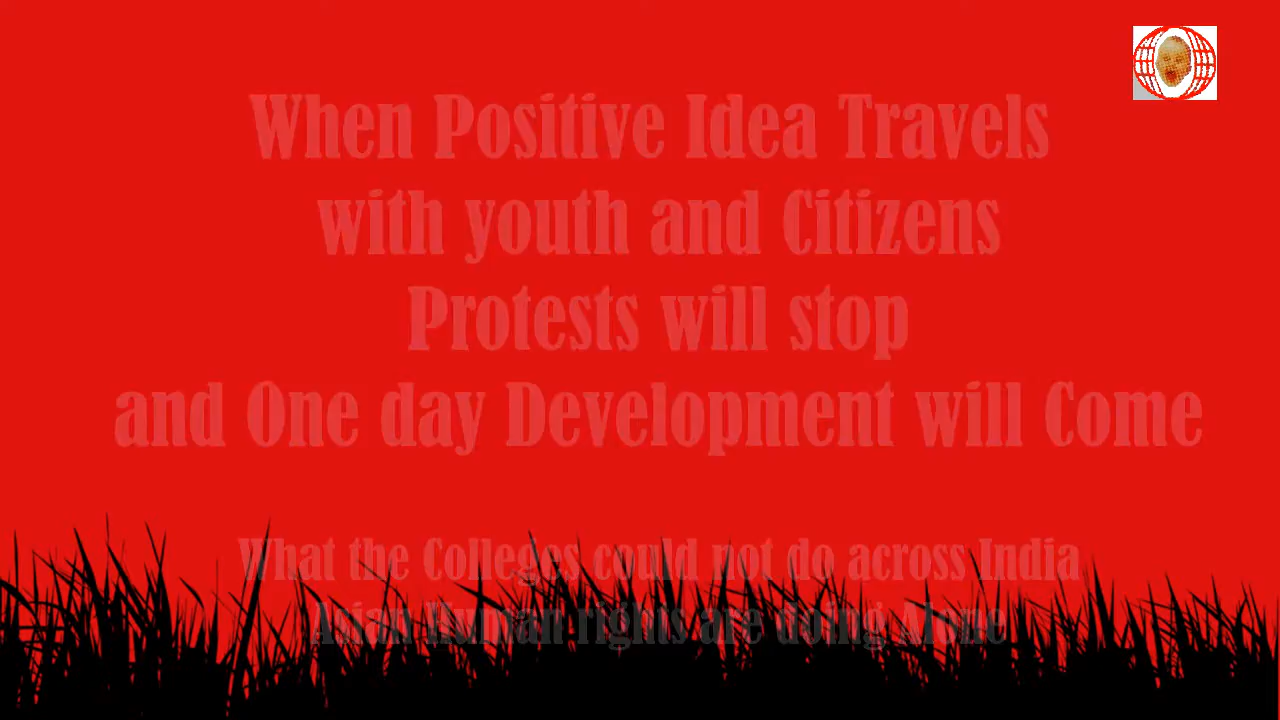 When Positive Idea Travels
with youth and Citizens
Protests will stop
and One day Development will Come
What the Colleges could not do across India
Asian Human rights are doing Alone